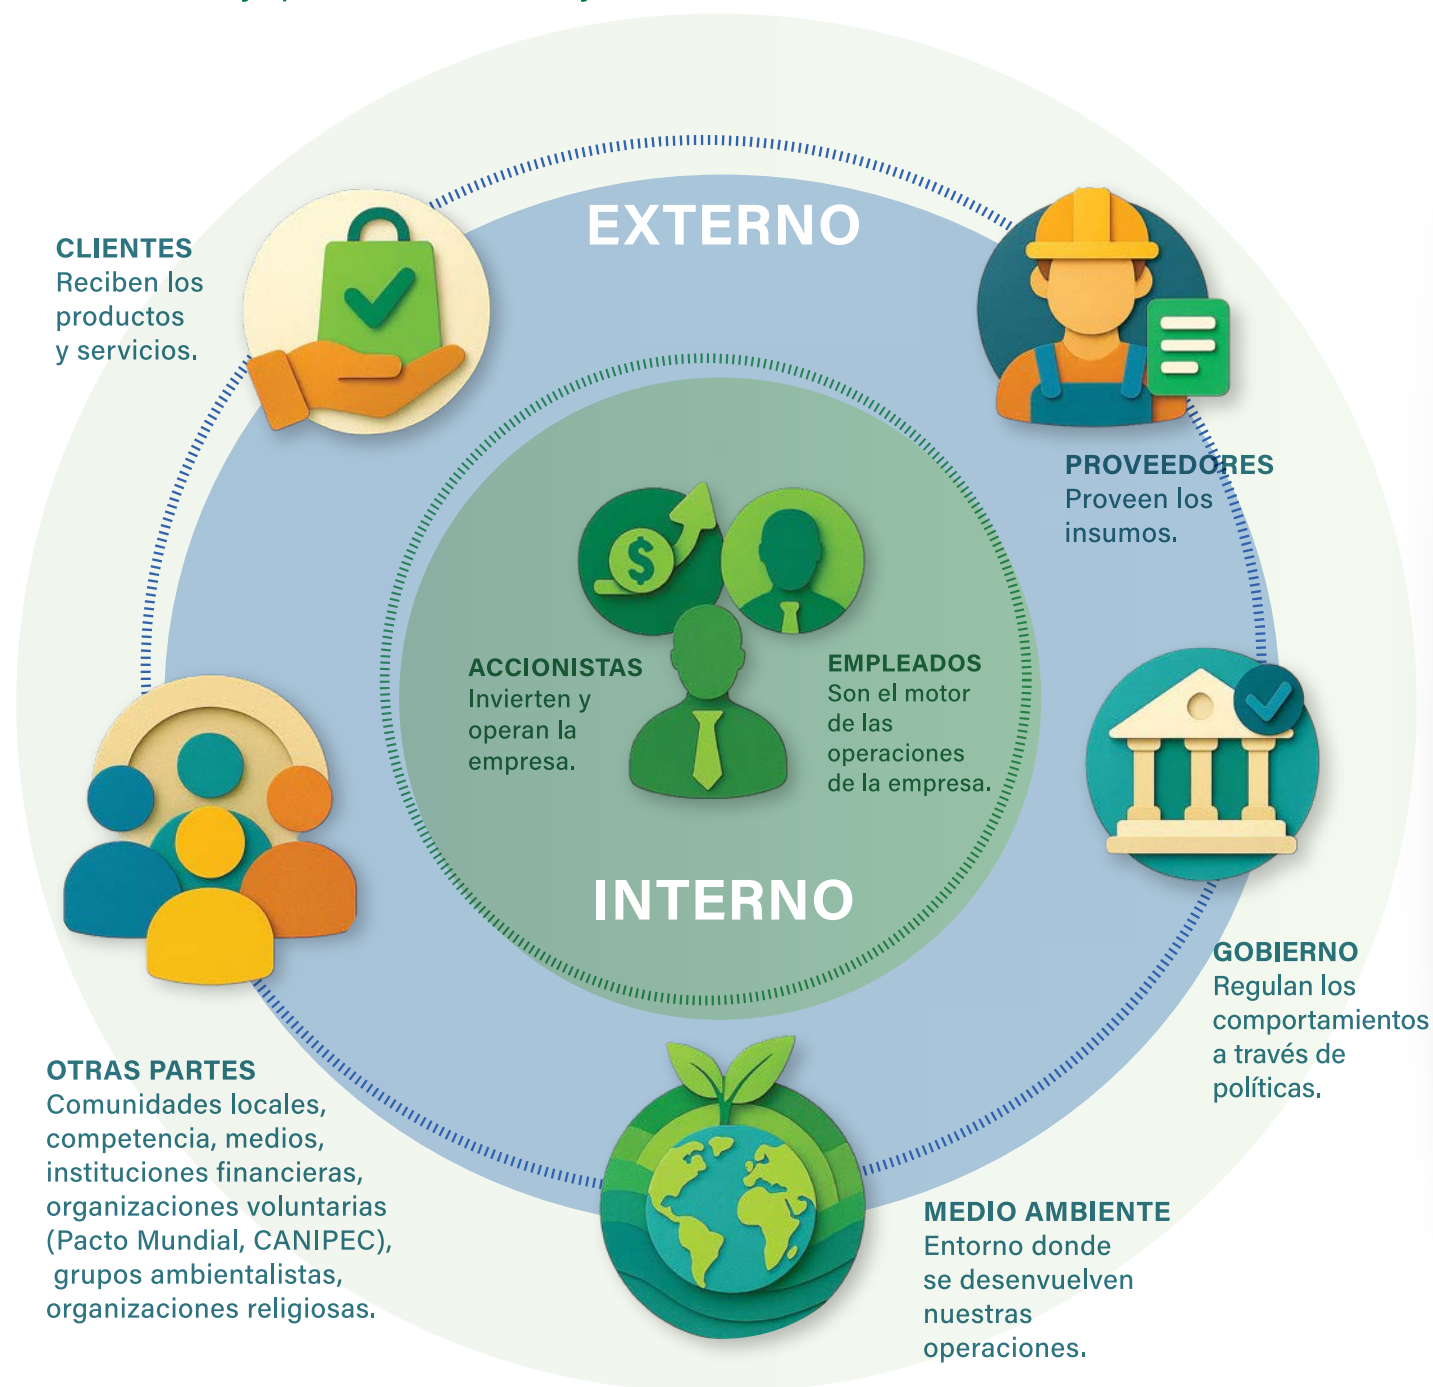 EXTERNO
CLIENTES
Reciben los
productos
y servicios.
PROVEEDORES
Proveen los
insumos.
ACCIONISTAS
Invierten y
operan la
empresa.
EMPLEADOS
Son el motor
de las
operaciones
de la empresa.
INTERNO
GOBIERNO
Regulan los
comportamientos
a través de
políticas.
OTRAS PARTES
Comunidades locales,
competencia, medios,
instituciones financieras,
organizaciones voluntarias
(Pacto Mundial, CANIPEC),
grupos ambientalistas,
organizaciones religiosas.
MEDIO AMBIENTE
Entorno donde
se desenvuelven
nuestras
operaciones.